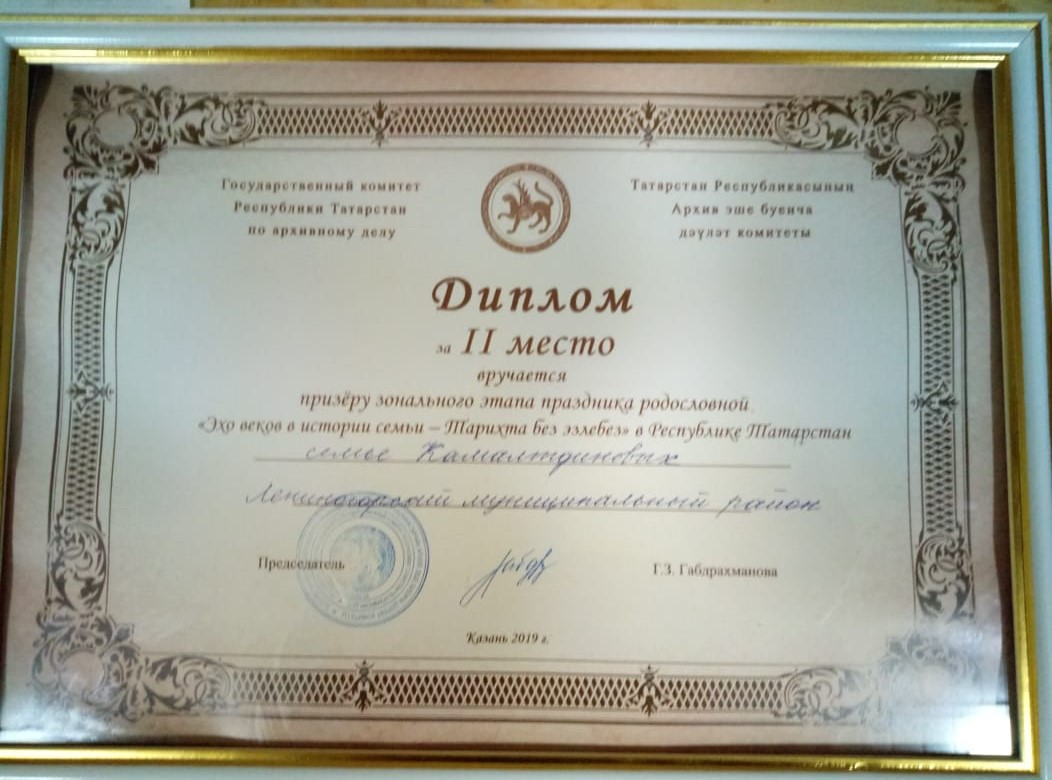 Государственный комитет
Республики Татарстан
по архивному делу
Татарстан Республикасының
Архив эше буенча
дәүләт комитеты
Диплом
за II место
вручается
призёру зонального этапа праздника родословной
«Эхо веков в истории семьи – Тарихта без эзлебез» в Республике Татарстан
семье Камалтдиновых
Лениногорский муниципальный район
Председатель
Г.З. Габдрахманова
Казань 2019 г.